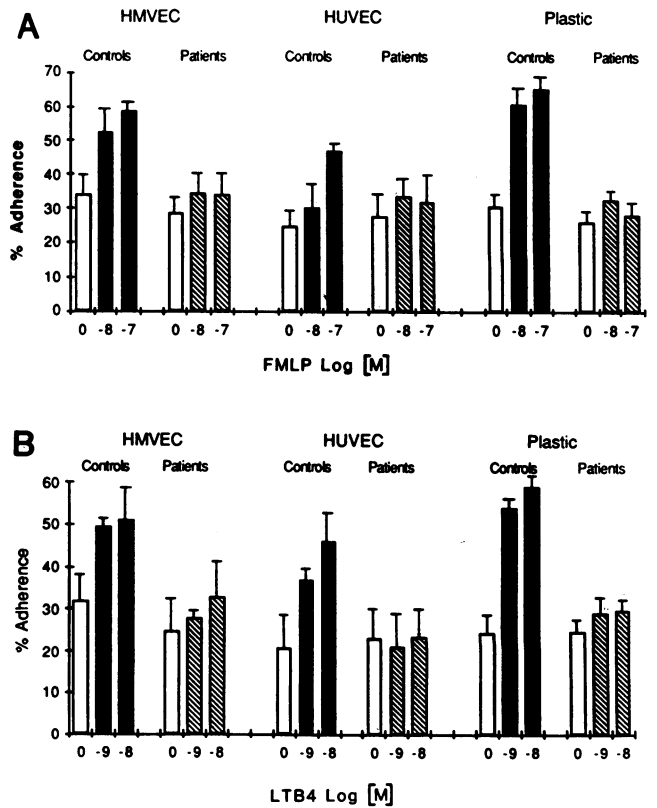 A
HMVEC HUVEC Plastic
Controls Patients Controls Patients Controls Patients
70
60
50
40
30
20
10
0
% Adherence
0 -8 -7 0 -8 -7 0 -8 -7 0 -8 -7 0 -8 -7 0 -8 -7
FMLP Log [M]
B
HMVEC HUVEC Plastic
Controls Patients Controls Patients Controls Patients
60
50
40
30
20
10
0
% Adherence
0 -9 -8 0 -9 -8 0 -9 -8 0 -9 -8 0 -9 -8 0 -9 -8
LTB4 Log [M]